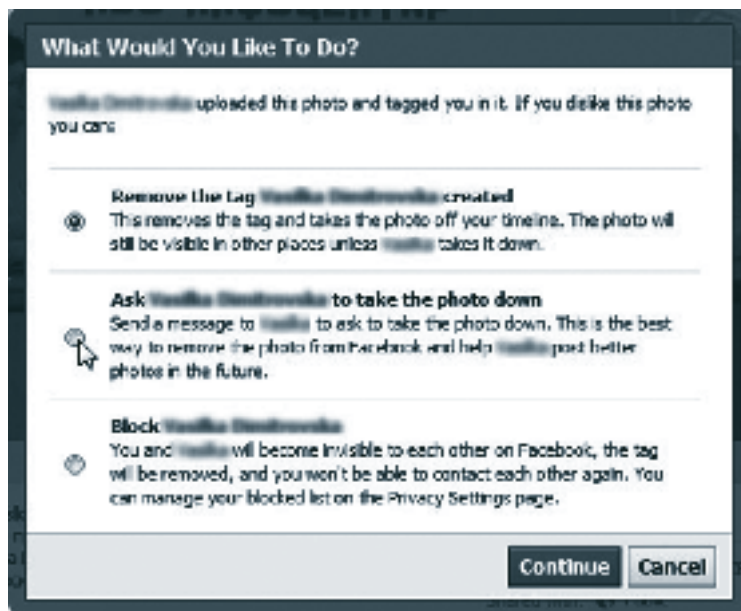 What Would You Like To Do?
uploaded this photo and tagged you in it. If you dislike this photo
you can:
Remove the tag created
This removes the tag and takes the photo off your timeline. The photo will
still be visible in other places unless takes it down.
Ask to take the photo down
Send a message to to ask to take the photo down. This is the best
way to remove the photo from Facebook and help post better
photos in the future.
Block
You and will become invisible to each other on Facebook, the tag
will be removed, and you won't be able to contact each other again. You
can manage your blocked list on the Privacy Settings page.
Continue Cancel